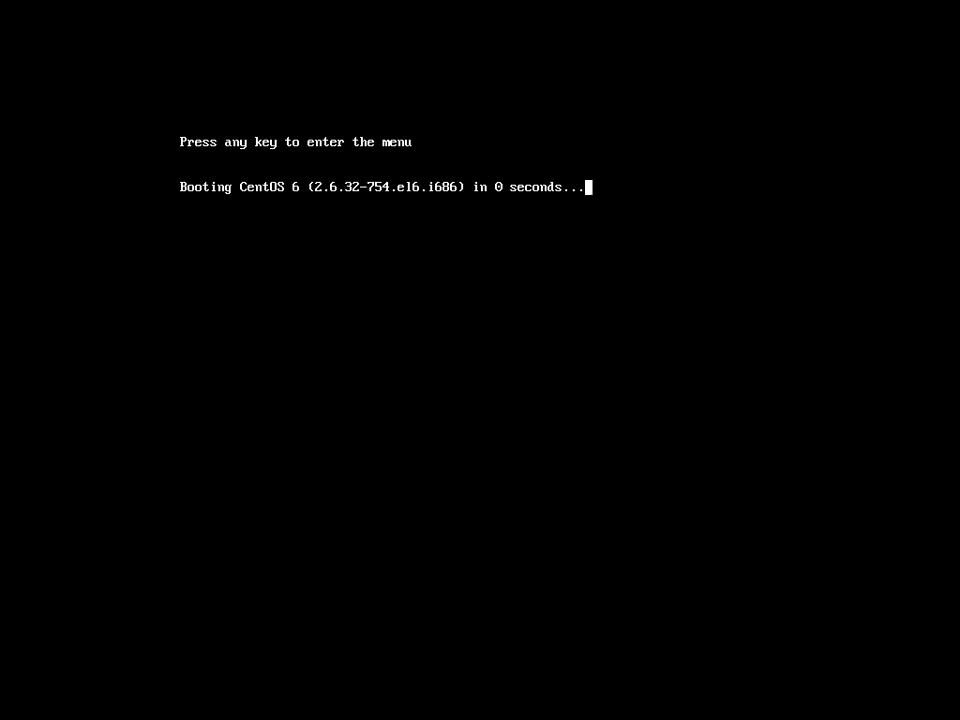 Press any key to enter the menu
Booting CentOS 6 (2.6.32-754.el6.i686) in 0 seconds...